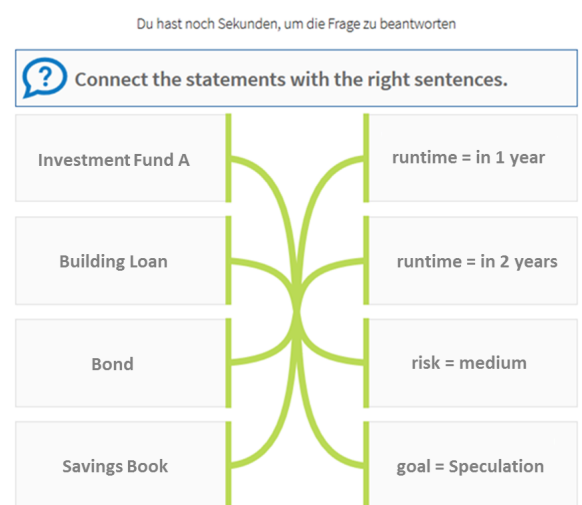 Du hast noch Sekunden, um die Frage zu beantworten
? Connect the statements with the right sentences.
Investment Fund A
runtime = in 1 year
Building Loan
runtime = in 2 years
Bond
risk = medium
Savings Book
goal = Speculation